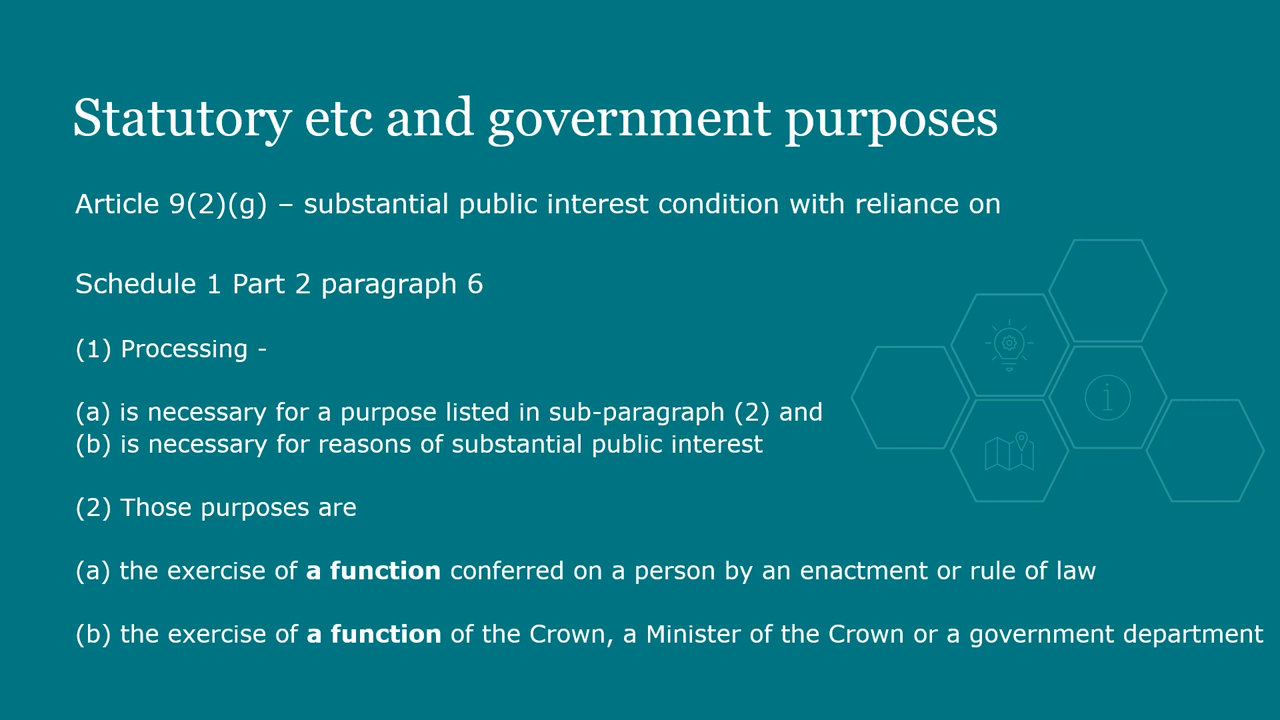 Statutory etc and government purposes
Article 9(2)(g) – substantial public interest condition with reliance on
Schedule 1 Part 2 paragraph 6
(1) Processing -
(a) is necessary for a purpose listed in sub-paragraph (2) and
(b) is necessary for reasons of substantial public interest
(2) Those purposes are
(a) the exercise of a function conferred on a person by an enactment or rule of law
(b) the exercise of a function of the Crown, a Minister of the Crown or a government department